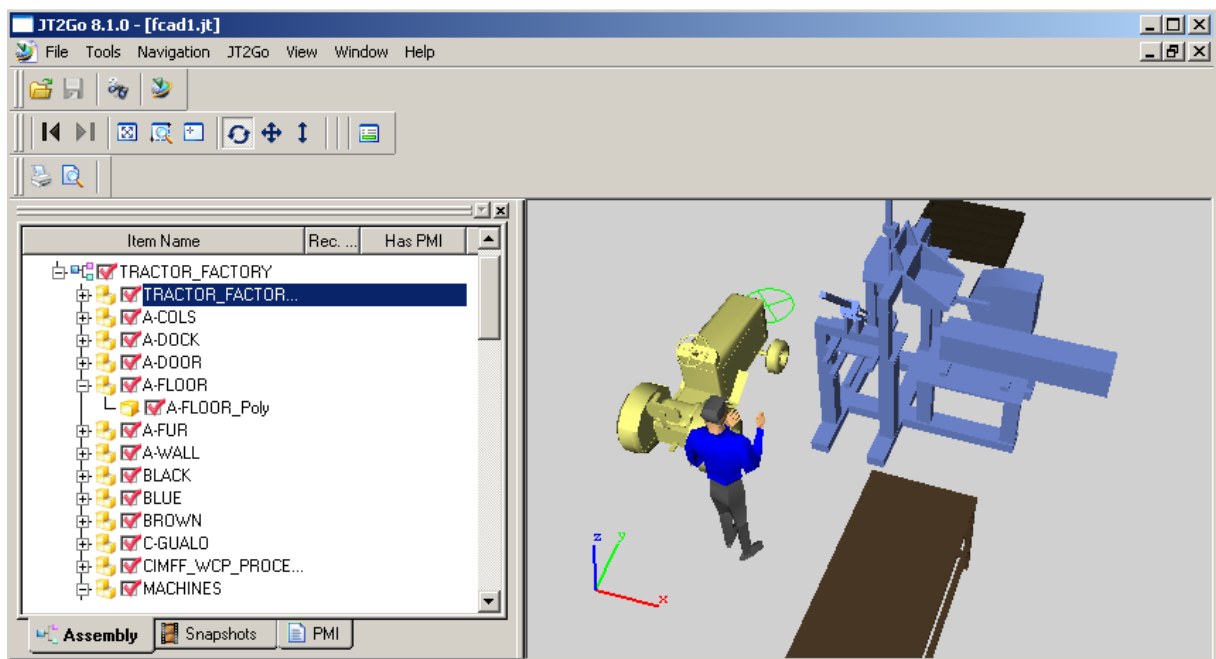 JT2Go 8.1.0 - [fcad1.jt]
File Tools Navigation JT2Go View Window Help
Item Name Rec. ... Has PMI
TRACTOR_FACTORY
TRACTOR_FACTOR...
A-COLS
A-DOCK
A-DOOR
A-FLOOR
A-FLOOR_Poly
A-FUR
A-WALL
BLACK
BLUE
BROWN
C-GUALO
CIMFF_WCP_PROCE...
MACHINES
Assembly Snapshots PMI
z y
x